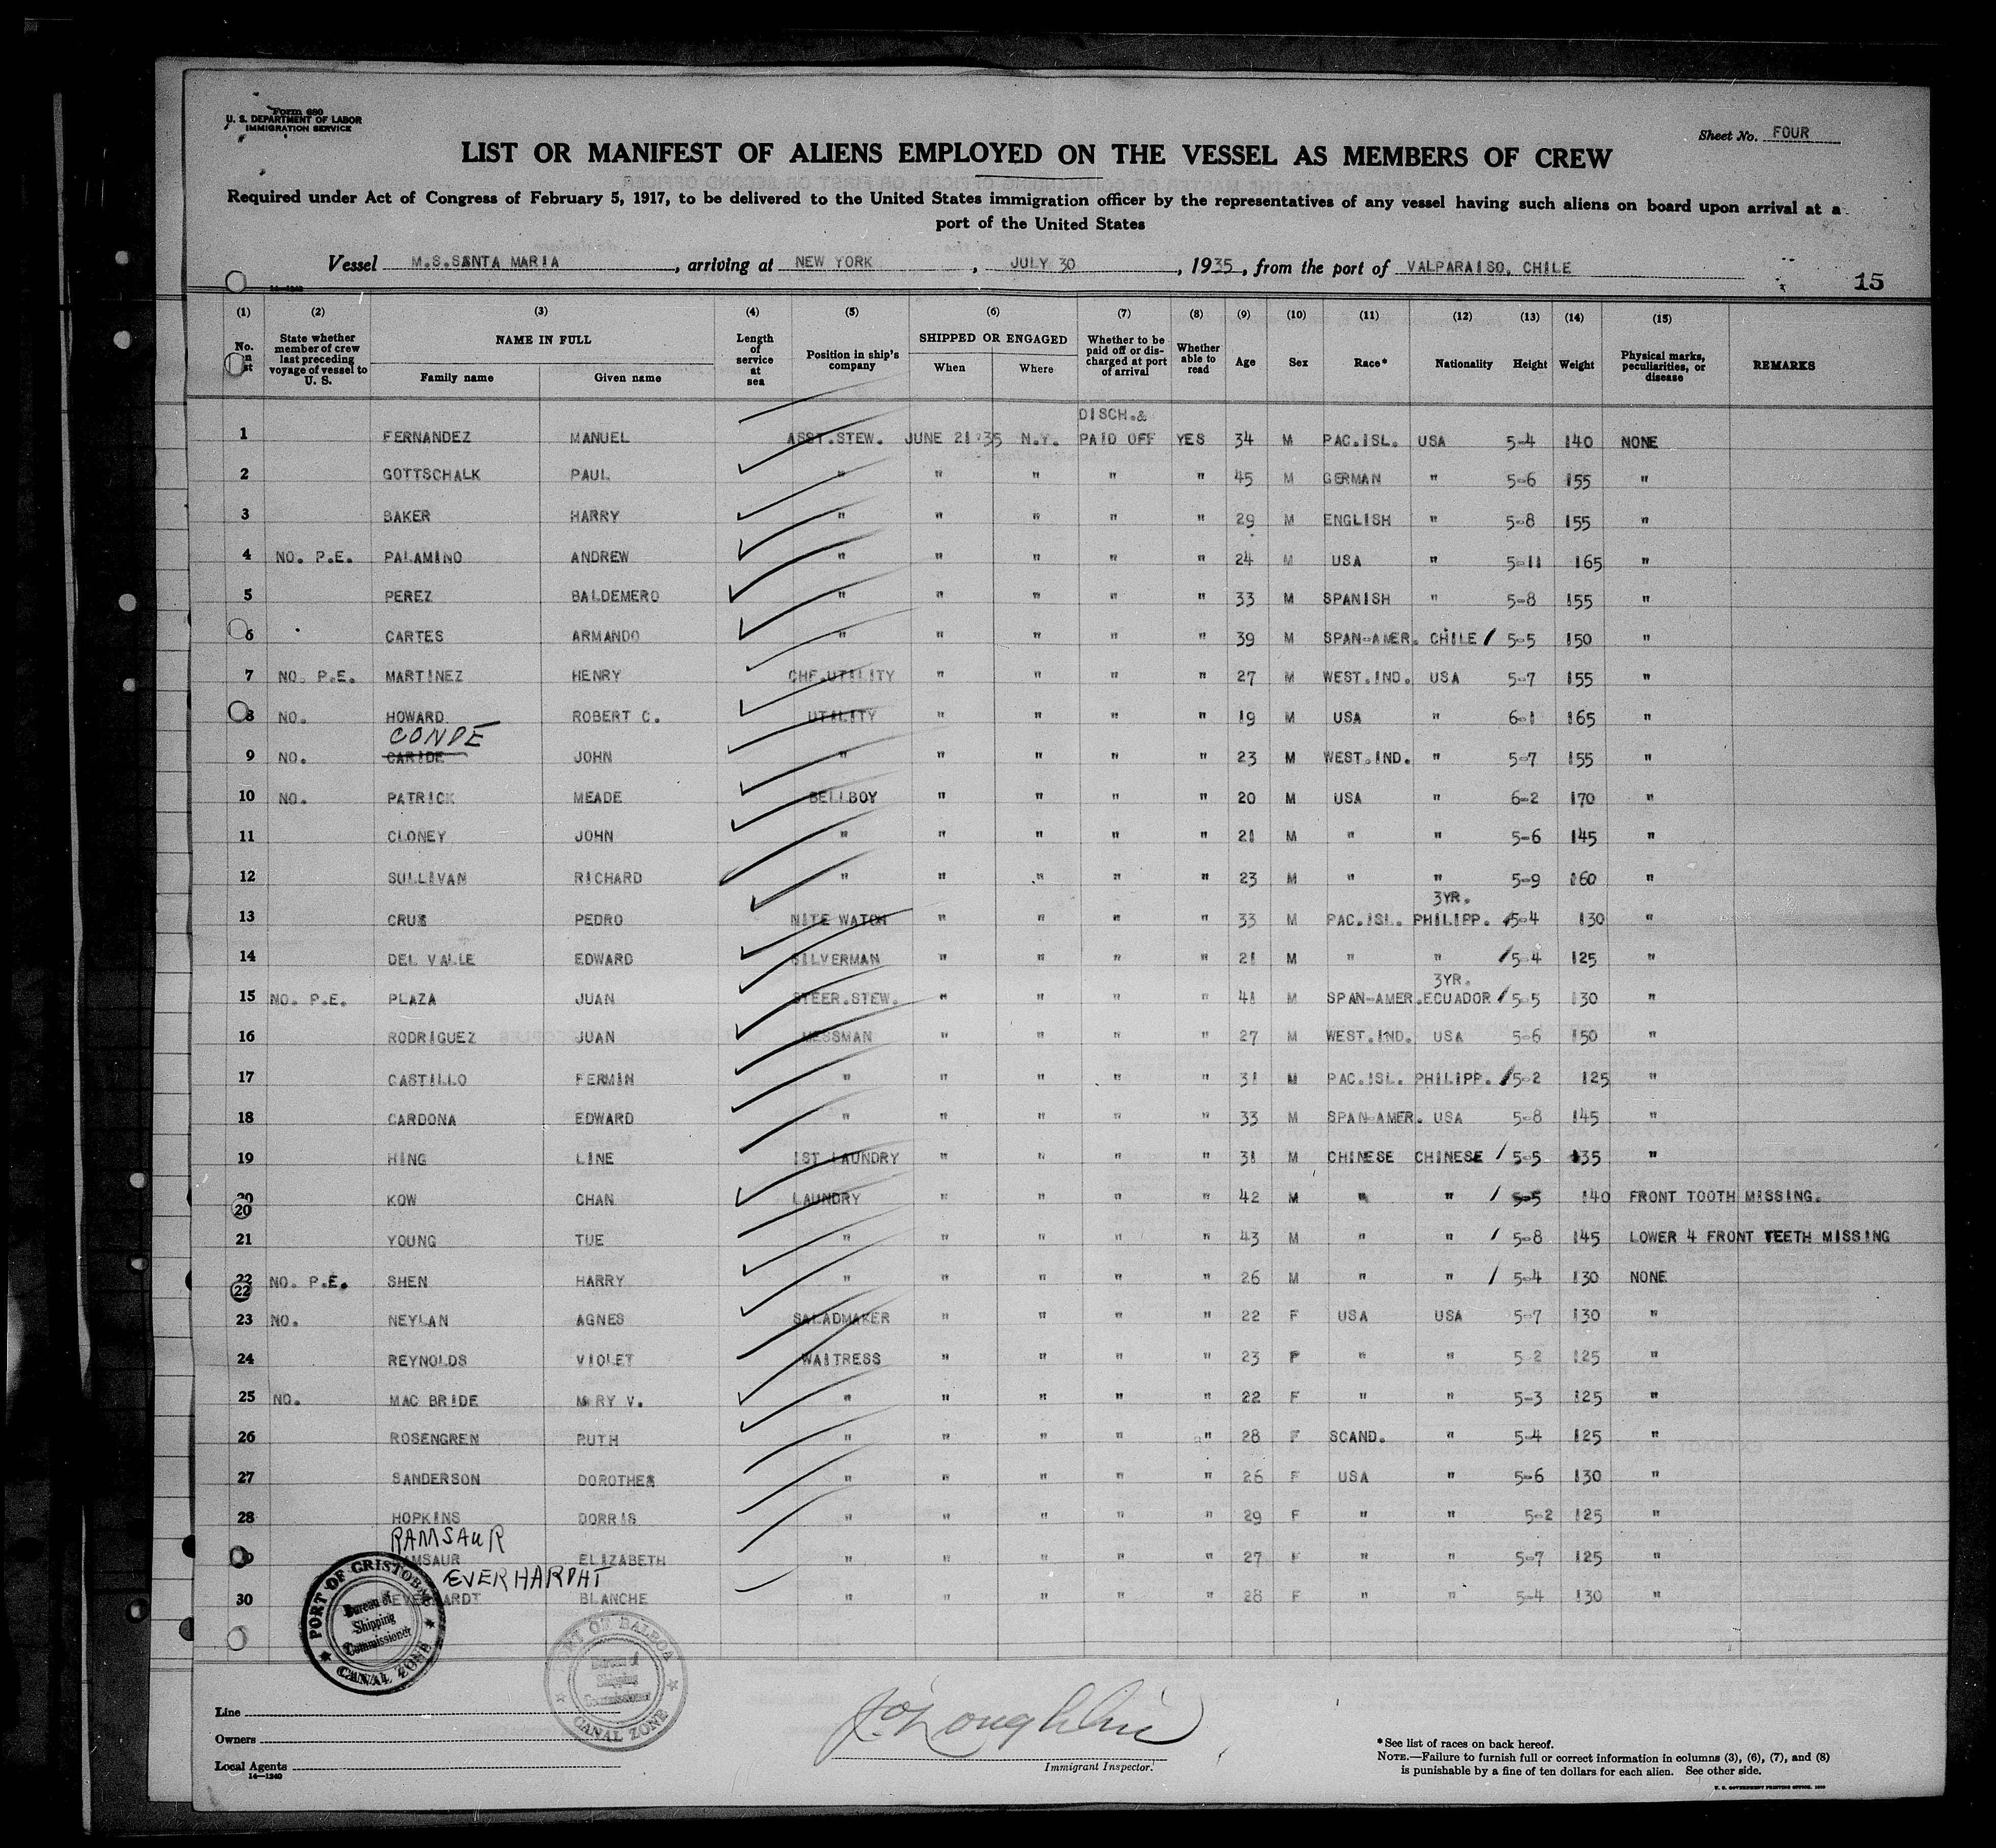 Form 680
U. S. DEPARTMENT OF LABOR
IMMIGRATION SERVICE
Sheet No. FOUR
LIST OR MANIFEST OF ALIENS EMPLOYED ON THE VESSEL AS MEMBERS OF CREW
Required under Act of Congress of February 5, 1917, to be delivered to the United States immigration officer by the representatives of any vessel having such aliens on board upon arrival at a
port of the United States
Vessel M.S.SANTA MARIA, arriving at NEW YORK, JULY 30, 1935, from the port of VALPARAISO, CHILE
15
(1) (2) (3) (4) (5) (6) (7) (8) (9) (10) (11) (12) (13) (14) (15)
No. State whether member of crew last preceding voyage of vessel to U. S. NAME IN FULL Family name Given name Length of service at sea Position in ship's company SHIPPED OR ENGAGED When Where Whether to be paid off or discharged at port of arrival Whether able to read Age Sex Race* Nationality Height Weight Physical marks, peculiarities, or disease REMARKS
DISCH.&
1 FERNANDEZ MANUEL ASST.STEW. JUNE 21'35 N.Y. PAID OFF YES 34 M PAC.ISL. USA 5-4 140 NONE
2 GOTTSCHALK PAUL " " " " " 45 M GERMAN " 5-6 155 "
3 BAKER HARRY " " " " " 29 M ENGLISH " 5-8 155 "
4 NO. P.E. PALAMINO ANDREW " " " " " 24 M USA " 5-11 165 "
5 PEREZ BALDEMERO " " " " " 33 M SPANISH " 5-8 155 "
6 CARTES ARMANDO " " " " " 39 M SPAN-AMER. CHILE 5-5 150 "
7 NO. P.E. MARTINEZ HENRY CHF.UTILITY " " " " 27 M WEST.IND. USA 5-7 155 "
8 NO. HOWARD ROBERT C. UTILITY " " " " 19 M USA " 6-1 165 "
CONDE
9 NO. CARIDE JOHN " " " " " 23 M WEST.IND. " 5-7 155 "
10 NO. PATRICK MEADE BELLBOY " " " " 20 M USA " 6-2 170 "
11 CLONEY JOHN " " " " " 21 M " " 5-6 145 "
12 SULLIVAN RICHARD " " " " " 23 M " " 5-9 160 "
3YR.
13 PEDRO NITE WATCH " " " " 33 M PAC.ISL. PHILIPP. 5-4 130 "
14 DEL VALLE EDWARD SILVERMAN " " " " 21 M " " 5-4 125 "
3YR.
15 NO. P.E. PLAZA JUAN STEER.STEW. " " " " 41 M SPAN-AMER. ECUADOR 5-5 130 "
16 RODRIGUEZ JUAN MESSMAN " " " " 27 M WEST.IND. USA 5-6 150 "
17 CASTILLO FERMIN " " " " " 31 M PAC.ISL. PHILIPP. 5-2 125 "
18 CARDONA EDWARD " " " " " 33 M SPAN-AMER. USA 5-8 145 "
19 HING LINE 1ST LAUNDRY " " " " 31 M CHINESE CHINESE 5-5 135 "
20 KOW CHAN LAUNDRY " " " " 42 M " " 5-5 140 FRONT TOOTH MISSING.
20
21 YOUNG TUE " " " " " 43 M " " 5-8 145 LOWER 4 FRONT TEETH MISSING
22 NO. P.E. SHEN HARRY " " " " " 26 M " " 5-4 130 NONE
22
23 NO. NEYLAN AGNES SALADMAKER " " " " 22 F USA USA 5-7 130 "
24 REYNOLDS VIOLET WAITRESS " " " " 23 F " " 5-2 125 "
25 NO. MAC BRIDE MARY V. " " " " " 22 F " " 5-3 125 "
26 ROSENGREN RUTH " " " " " 28 F SCAND. " 5-4 125 "
27 SANDERSON DOROTHEA " " " " " 26 F USA " 5-6 130 "
28 HOPKINS DORRIS " " " " " 29 F " " 5-2 125 "
RAMSAUR
RAMSAUR ELIZABETH " " " " " 27 F " " 5-7 125 "
EVERHARDHT
30 EVERHARDT BLANCHE " " " " " 28 F " " 5-4 130 "
PORT OF CRISTOBAL
Bureau of
Shipping
Commissioner
CANAL ZONE
PORT OF BALBOA
Bureau of
Shipping
Commissioner
CANAL ZONE
Line
Owners
Local Agents
14—1240
J O'Loughlin
Immigrant Inspector.
*See list of races on back hereof.
NOTE.—Failure to furnish full or correct information in columns (3), (6), (7), and (8)
is punishable by a fine of ten dollars for each alien. See other side.